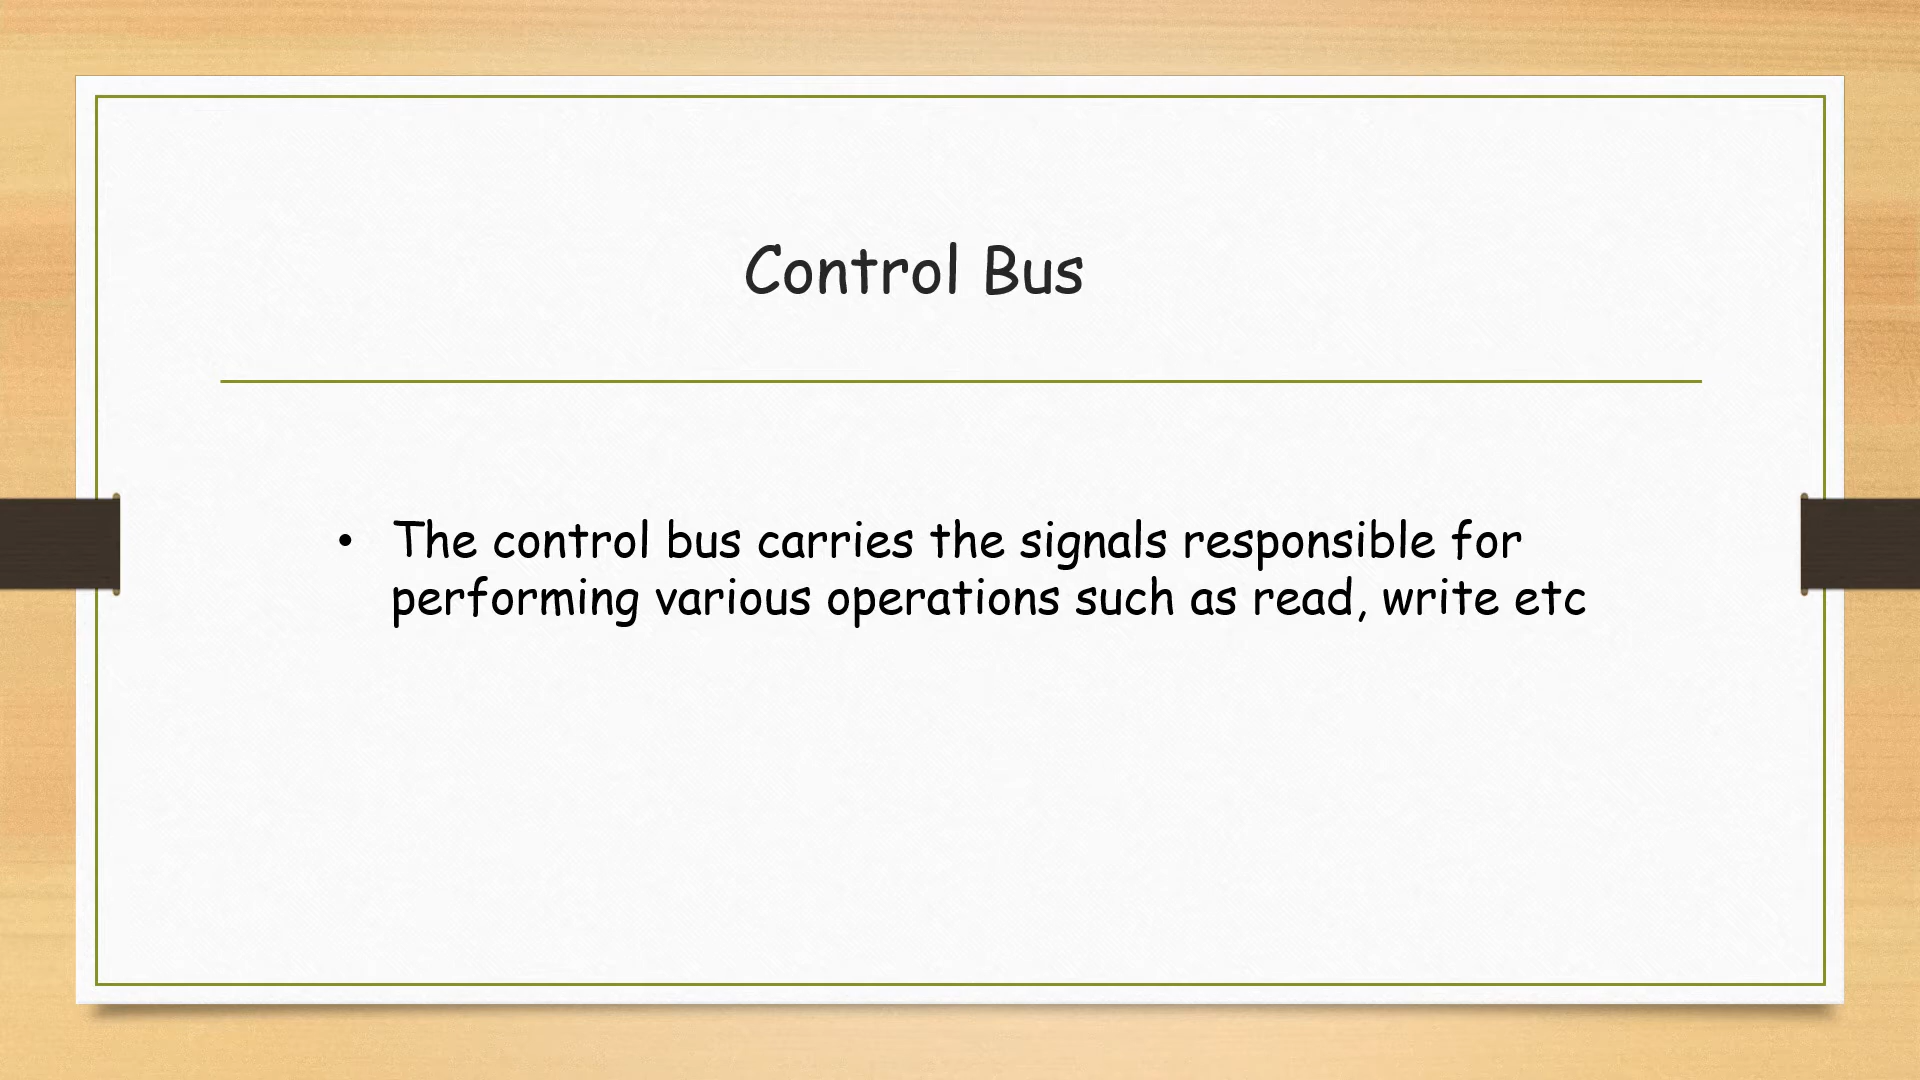 Control Bus
• The control bus carries the signals responsible for
performing various operations such as read, write etc